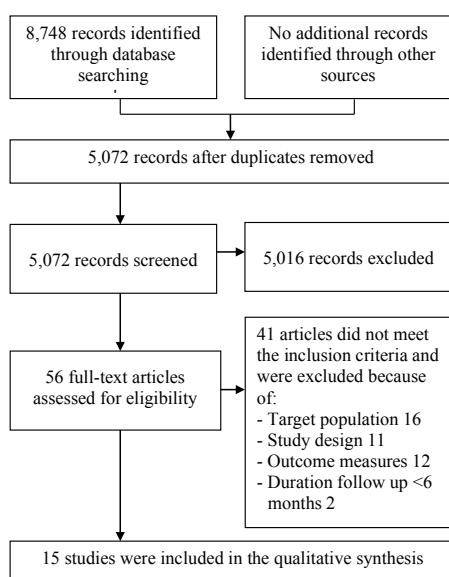 8,748 records identified
through database
searching
No additional records
identified through other
sources
5,072 records after duplicates removed
5,072 records screened
5,016 records excluded
56 full-text articles
assessed for eligibility
41 articles did not meet
the inclusion criteria and
were excluded because
of:
- Target population 16
- Study design 11
- Outcome measures 12
- Duration follow up <6
months 2
15 studies were included in the qualitative synthesis